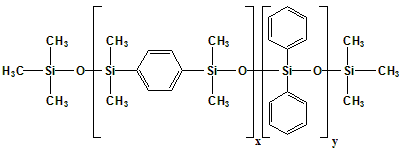 CH3 CH3 CH3 CH3
H3C Si O Si Si O Si O Si CH3
CH3 CH3 CH3 CH3
x y